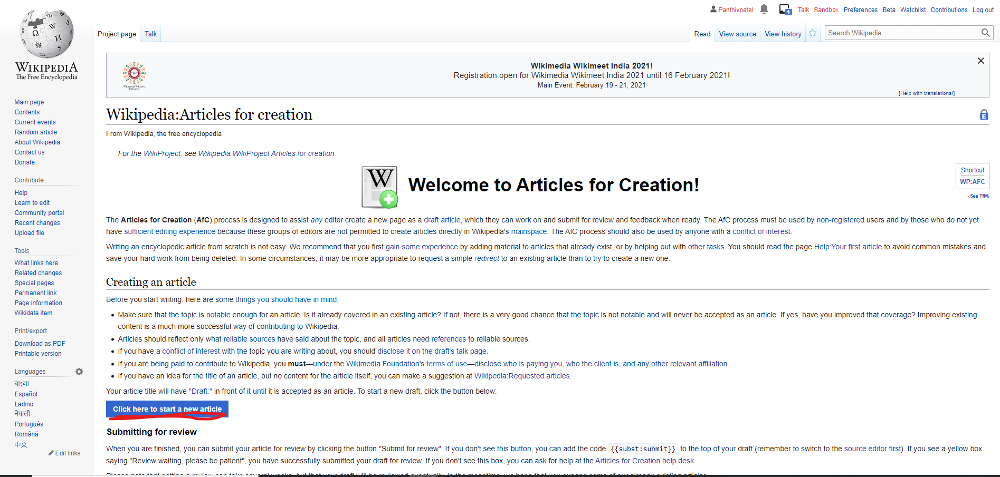 Panthivpatel 1 Talk Sandbox Preferences Beta Watchlist Contributions Log out
Project page Talk Read View source View history Search Wikipedia
WIKIPEDIA
The Free Encyclopedia
Main page
Contents
Current events
Random article
About Wikipedia
Contact us
Donate
Contribute
Help
Learn to edit
Community portal
Recent changes
Upload file
Tools
What links here
Related changes
Special pages
Permanent link
Page information
Wikidata item
Print/export
Download as PDF
Printable version
Languages
বাংলা
Español
Ladino
नेपाली
Português
Română
中文
Edit links
Wikimedia Wikimeet
India 2021
Wikimedia Wikimeet India 2021!
Registration open for Wikimedia Wikimeet India 2021 until 16 February 2021!
Main Event: February 19 - 21, 2021
[Help with translations!]
Wikipedia:Articles for creation
From Wikipedia, the free encyclopedia
For the WikiProject, see Wikipedia:WikiProject Articles for creation.
Welcome to Articles for Creation!
Shortcut
WP:AFC
‹See TfM›
The Articles for Creation (AfC) process is designed to assist any editor create a new page as a draft article, which they can work on and submit for review and feedback when ready. The AfC process must be used by non-registered users and by those who do not yet
have sufficient editing experience because these groups of editors are not permitted to create articles directly in Wikipedia's mainspace. The AfC process should also be used by anyone with a conflict of interest.
Writing an encyclopedic article from scratch is not easy. We recommend that you first gain some experience by adding material to articles that already exist, or by helping out with other tasks. You should read the page Help:Your first article to avoid common mistakes and
save your hard work from being deleted. In some circumstances, it may be more appropriate to request a simple redirect to an existing article than to try to create a new one.
Creating an article
Before you start writing, here are some things you should have in mind:
• Make sure that the topic is notable enough for an article. Is it already covered in an existing article? If not, there is a very good chance that the topic is not notable and will never be accepted as an article. If yes, have you improved that coverage? Improving existing
content is a much more successful way of contributing to Wikipedia.
• Articles should reflect only what reliable sources have said about the topic, and all articles need references to reliable sources.
• If you have a conflict of interest with the topic you are writing about, you should disclose it on the draft's talk page.
• If you are being paid to contribute to Wikipedia, you must—under the Wikimedia Foundation's terms of use—disclose who is paying you, who the client is, and any other relevant affiliation.
• If you have an idea for the title of an article, but no content for the article itself, you can make a suggestion at Wikipedia:Requested articles.
Your article title will have "Draft:" in front of it until it is accepted as an article. To start a new draft, click the button below:
Click here to start a new article
Submitting for review
When you are finished, you can submit your article for review by clicking the button "Submit for review". If you don't see this button, you can add the code {{subst:submit}} to the top of your draft (remember to switch to the source editor first). If you see a yellow box
saying "Review waiting, please be patient", you have successfully submitted your draft for review. If you don't see this box, you can ask for help at the Articles for Creation help desk.